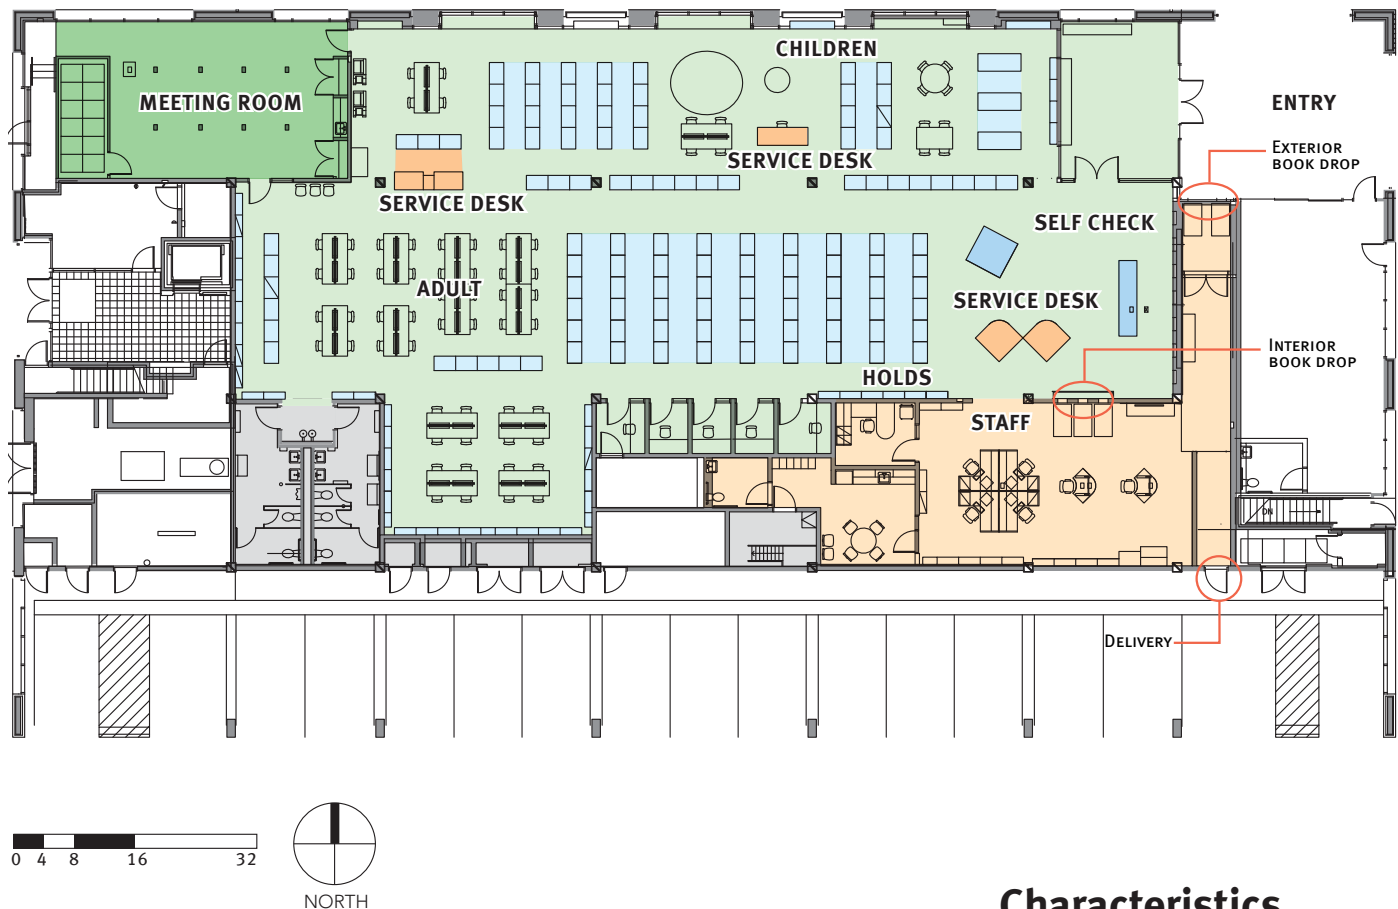 CHILDREN
MEETING ROOM
ENTRY
EXTERIOR
BOOK DROP
SERVICE DESK
SERVICE DESK
SELF CHECK
ADULT
SERVICE DESK
INTERIOR
BOOK DROP
HOLDS
STAFF
DN
DELIVERY
0 4 8 16 32
NORTH
Characteristics